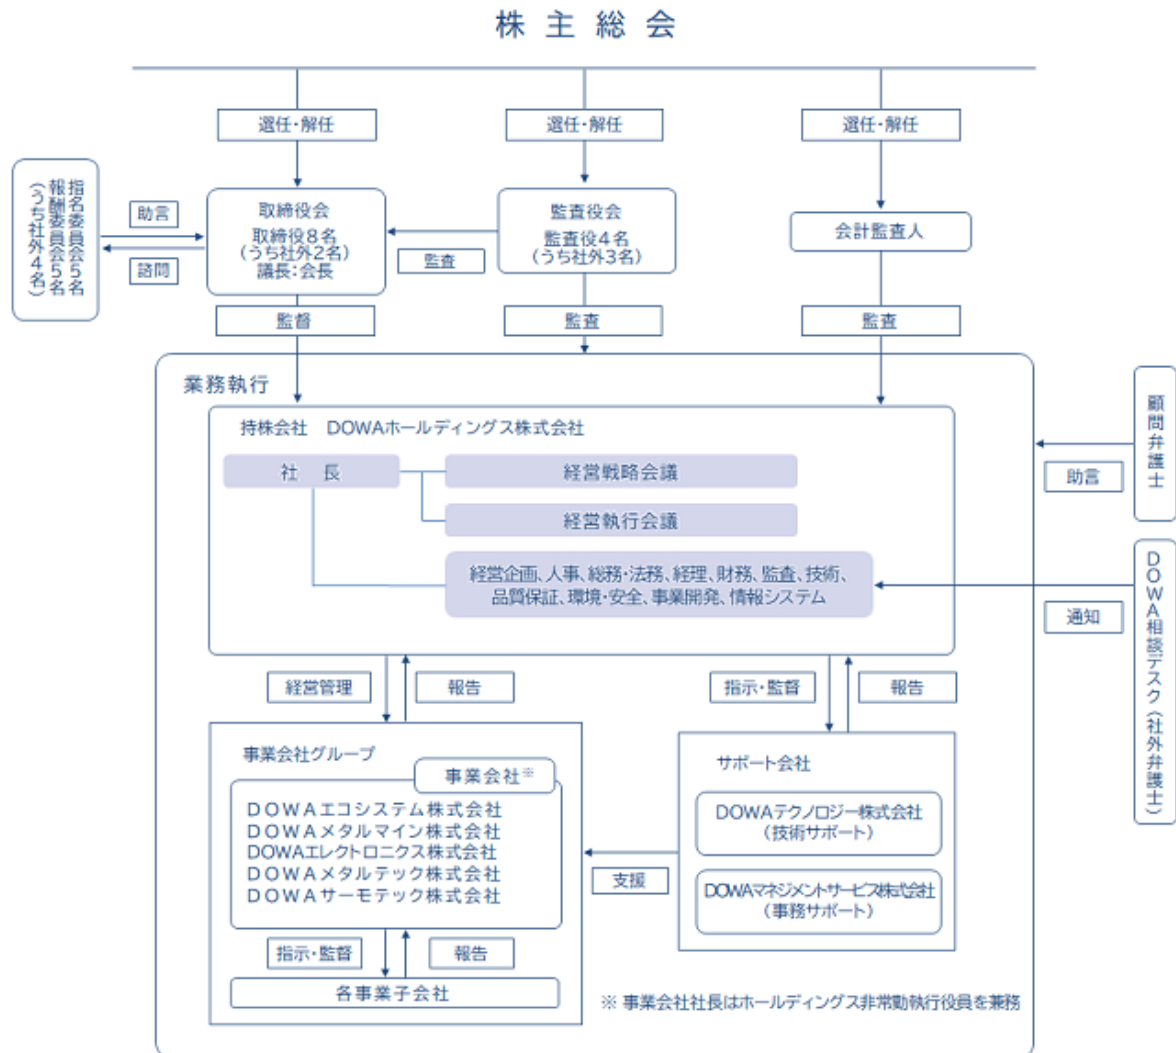 株主総会
選任・解任
選任・解任
選任・解任
指名委員会5名
報酬委員会5名
(うち社外4名)
助言
諮問
取締役会
取締役8名
(うち社外2名)
議長:会長
監査
監査役会
監査役4名
(うち社外3名)
会計監査人
監督
監査
監査
業務執行
持株会社 DOWAホールディングス株式会社
社 長
経営戦略会議
経営執行会議
経営企画、人事、総務・法務、経理、財務、監査、技術、
品質保証、環境・安全、事業開発、情報システム
顧問弁護士
助言
DOWA相談デスク(社外弁護士)
通知
経営管理
報告
指示・監督
報告
事業会社グループ
事業会社※
DOWAエコシステム株式会社
DOWAメタルマイン株式会社
DOWAエレクトロニクス株式会社
DOWAメタルテック株式会社
DOWAサーモテック株式会社
指示・監督
報告
各事業子会社
支援
サポート会社
DOWAテクノロジー株式会社
(技術サポート)
DOWAマネジメントサービス株式会社
(事務サポート)
※ 事業会社社長はホールディングス非常勤執行役員を兼務